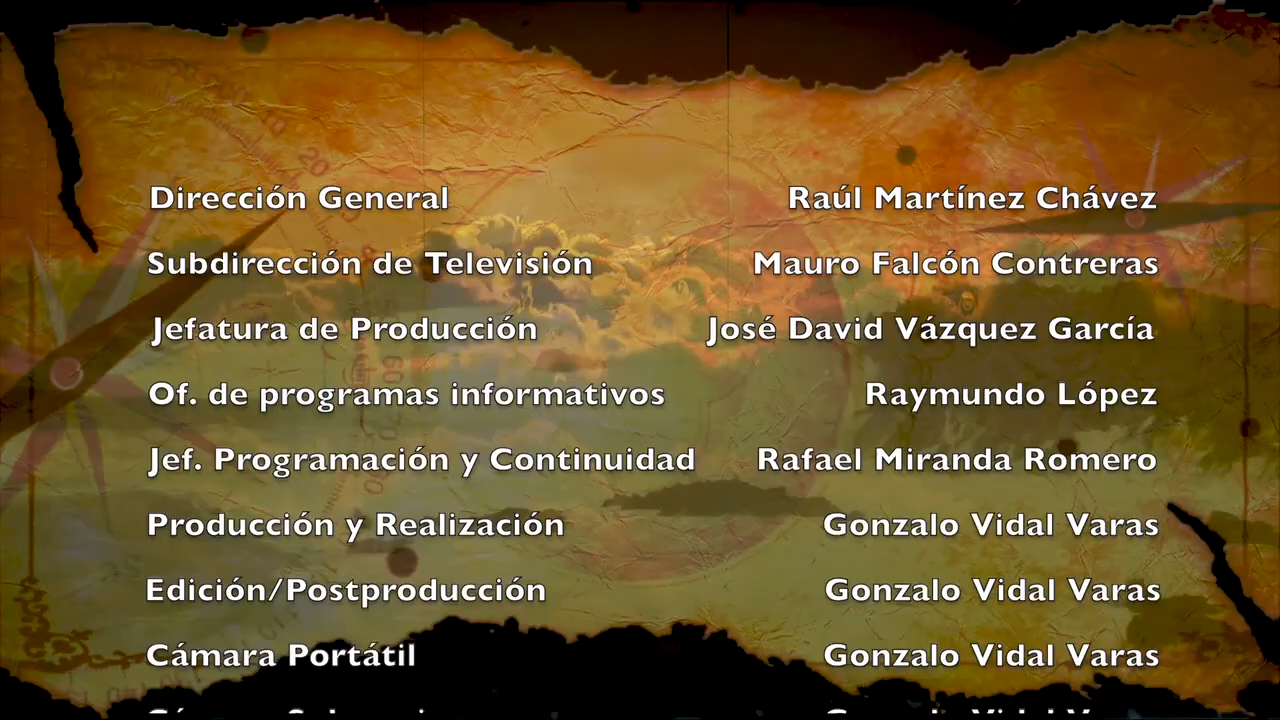 Dirección General Raúl Martínez Chávez
Subdirección de Televisión Mauro Falcón Contreras
Jefatura de Producción José David Vázquez García
Of. de programas informativos Raymundo López
Jef. Programación y Continuidad Rafael Miranda Romero
Producción y Realización Gonzalo Vidal Varas
Edición/Postproducción Gonzalo Vidal Varas
Cámara Portátil Gonzalo Vidal Varas